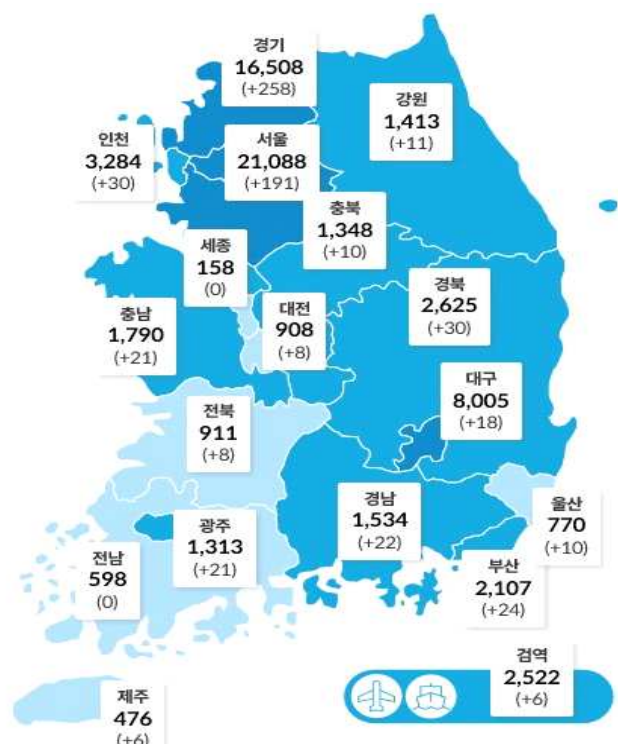 경기
16,508
(+258)
강원
1,413
(+11)
인천
3,284
(+30)
서울
21,088
(+191)
충북
1,348
(+10)
세종
158
(0)
경북
2,625
(+30)
대전
908
(+8)
충남
1,790
(+21)
대구
8,005
(+18)
전북
911
(+8)
경남
1,534
(+22)
울산
770
(+10)
광주
1,313
(+21)
전남
598
(0)
부산
2,107
(+24)
검역
2,522
(+6)
제주
476
(+6)